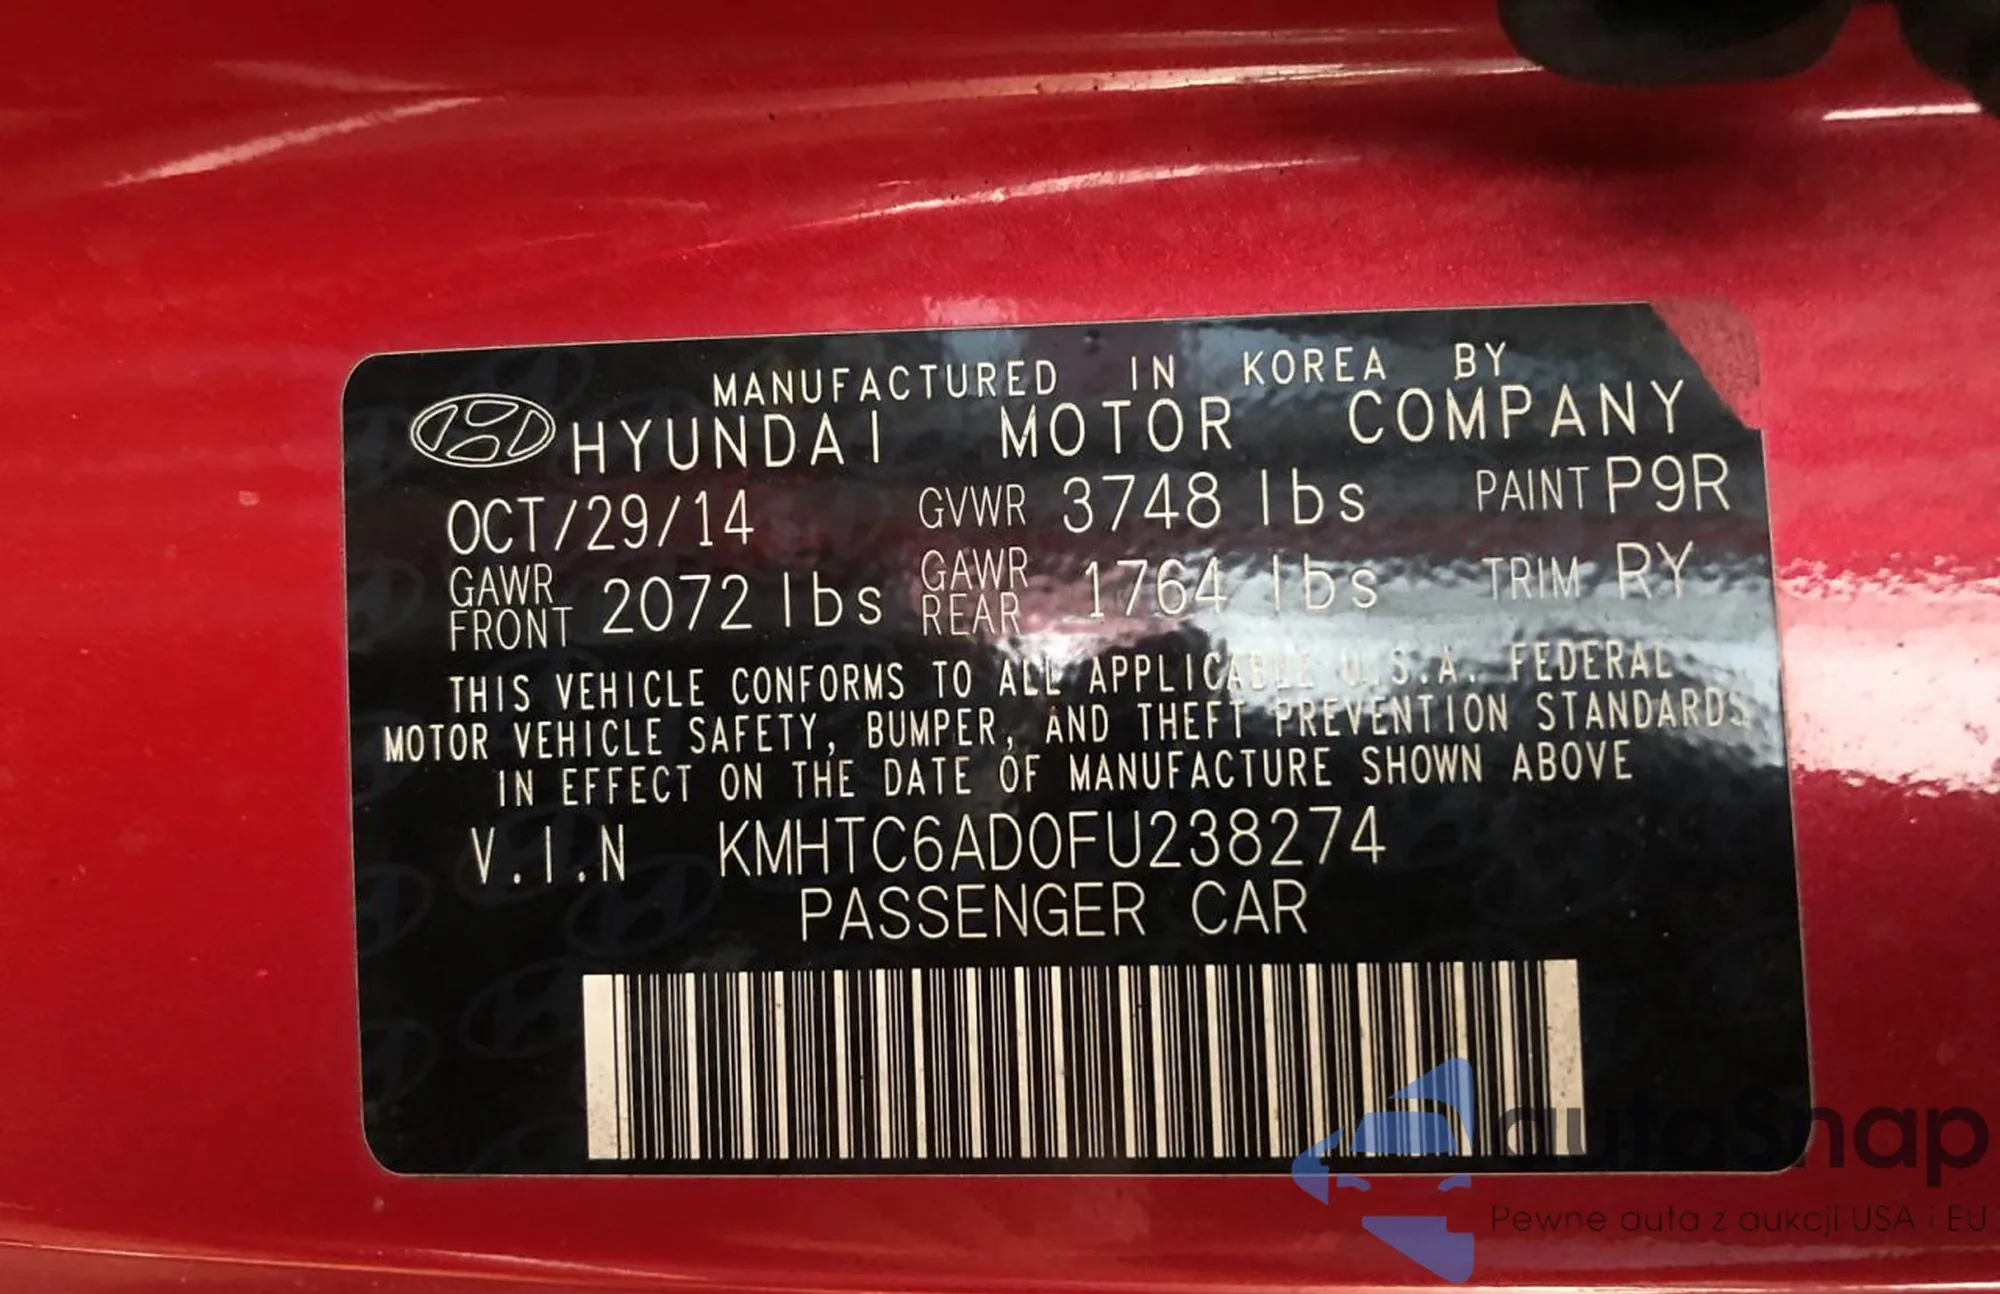 MANUFACTURED IN KOREA BY
HYUNDAI MOTOR COMPANY
OCT/29/14 GVWR 3748 lbs PAINT P9R
GAWR FRONT 2072 lbs GAWR REAR 1764 lbs TRIM RY
THIS VEHICLE CONFORMS TO ALL APPLICABLE U.S.A. FEDERAL
MOTOR VEHICLE SAFETY, BUMPER, AND THEFT PREVENTION STANDARDS
IN EFFECT ON THE DATE OF MANUFACTURE SHOWN ABOVE
V.I.N KMHTC6AD0FU238274
PASSENGER CAR
autaSnap
Pewne auta z aukcji USA i EU